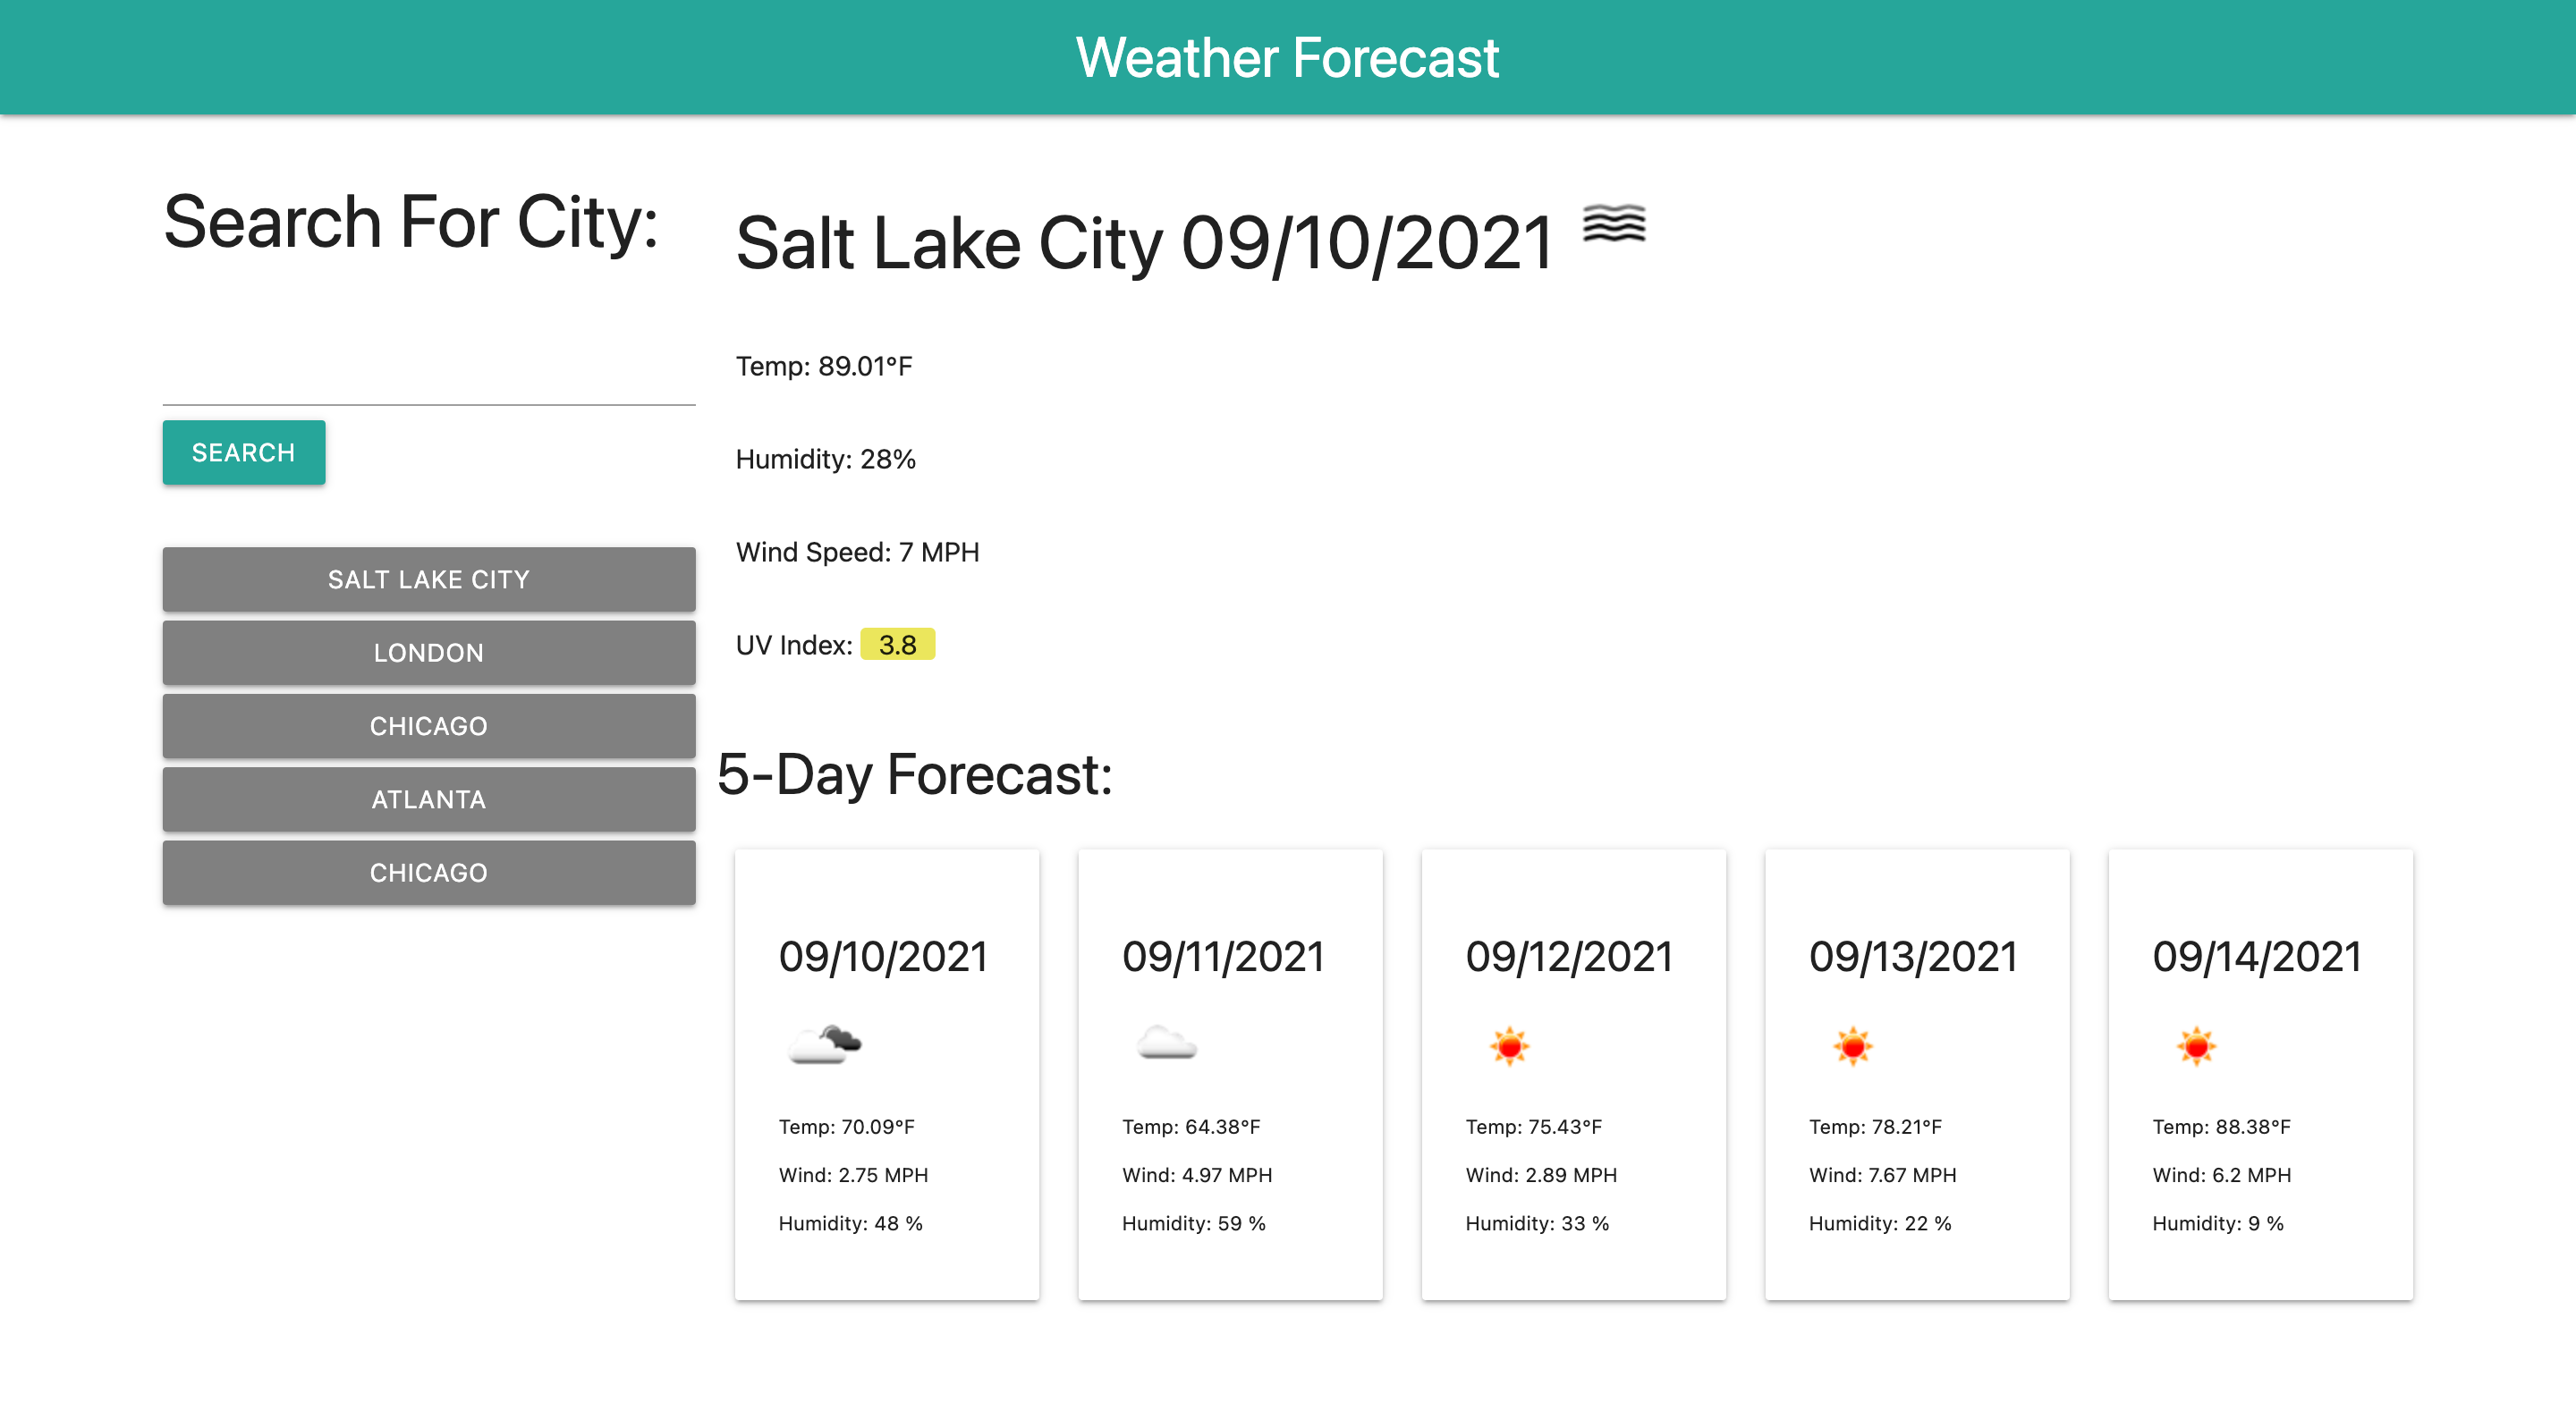 Weather Forecast
Search For City:
SEARCH
SALT LAKE CITY
LONDON
CHICAGO
ATLANTA
CHICAGO
Salt Lake City 09/10/2021
Temp: 89.01°F
Humidity: 28%
Wind Speed: 7 MPH
UV Index: 3.8
5-Day Forecast:
09/10/2021
Temp: 70.09°F
Wind: 2.75 MPH
Humidity: 48 %
09/11/2021
Temp: 64.38°F
Wind: 4.97 MPH
Humidity: 59 %
09/12/2021
Temp: 75.43°F
Wind: 2.89 MPH
Humidity: 33 %
09/13/2021
Temp: 78.21°F
Wind: 7.67 MPH
Humidity: 22 %
09/14/2021
Temp: 88.38°F
Wind: 6.2 MPH
Humidity: 9 %